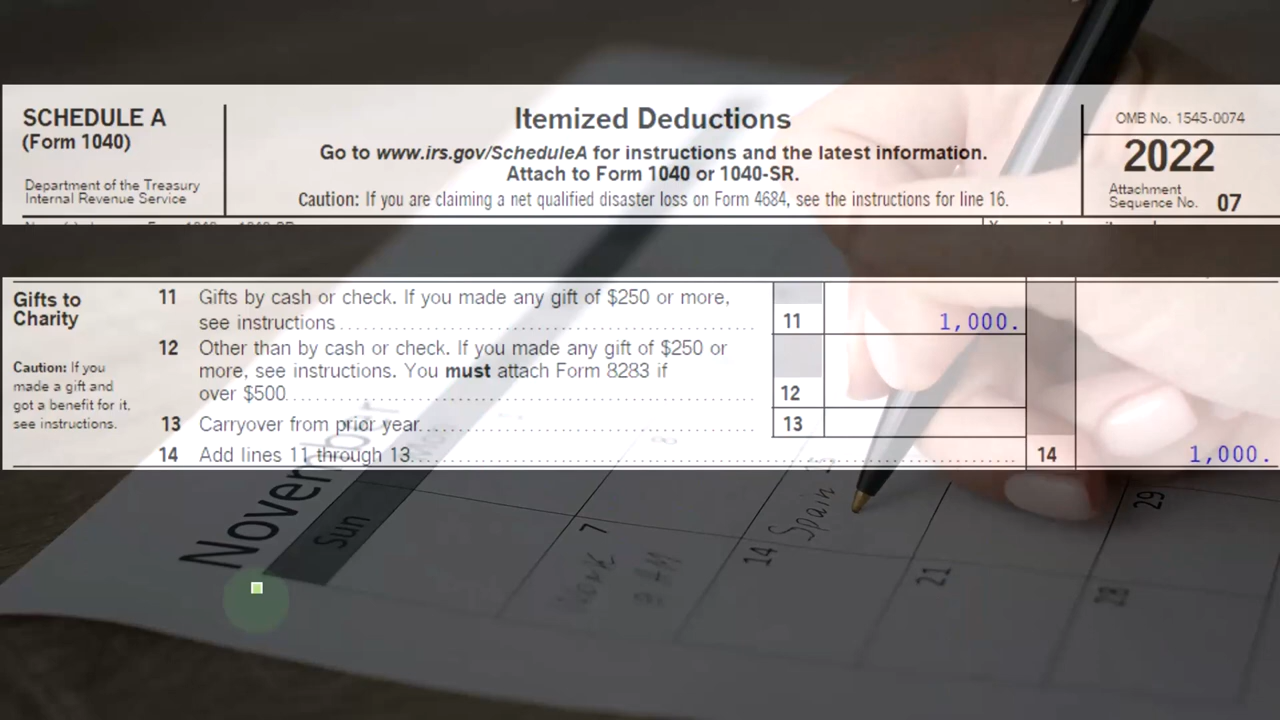 SCHEDULE A
(Form 1040)
Department of the Treasury
Internal Revenue Service
Itemized Deductions
Go to www.irs.gov/ScheduleA for instructions and the latest information.
Attach to Form 1040 or 1040-SR.
Caution: If you are claiming a net qualified disaster loss on Form 4684, see the instructions for line 16.
OMB No. 1545-0074
2022
Attachment
Sequence No. 07
Gifts to
Charity
Caution: If you
made a gift and
got a benefit for it,
see instructions.
11 Gifts by cash or check. If you made any gift of $250 or more,
see instructions 11 1,000.
12 Other than by cash or check. If you made any gift of $250 or
more, see instructions. You must attach Form 8283 if
over $500 12
13 Carryover from prior year 13
14 Add lines 11 through 13 14 1,000.
November
Sun
7
Work
9 AM
14
Spain
21
28
29
8